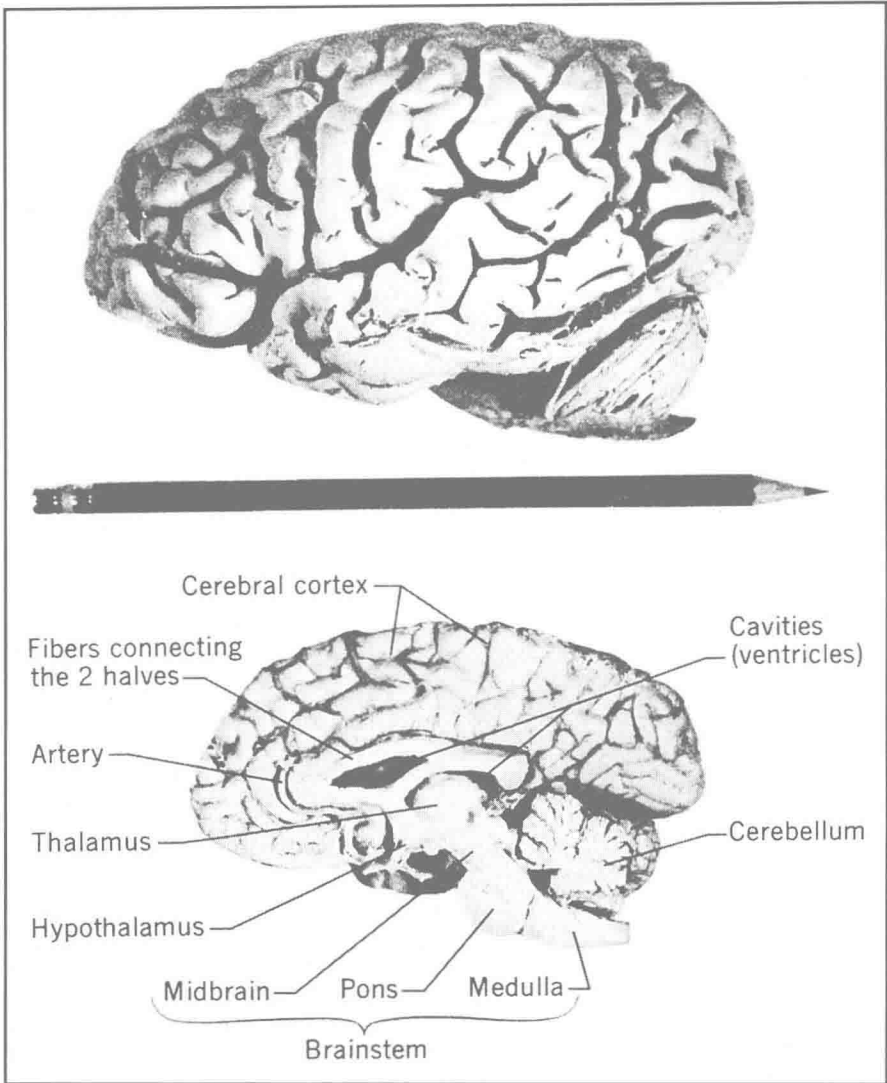 Cerebral cortex
Fibers connecting
the 2 halves
Cavities
(ventricles)
Artery
Thalamus
Cerebellum
Hypothalamus
Midbrain
Pons
Medulla
Brainstem